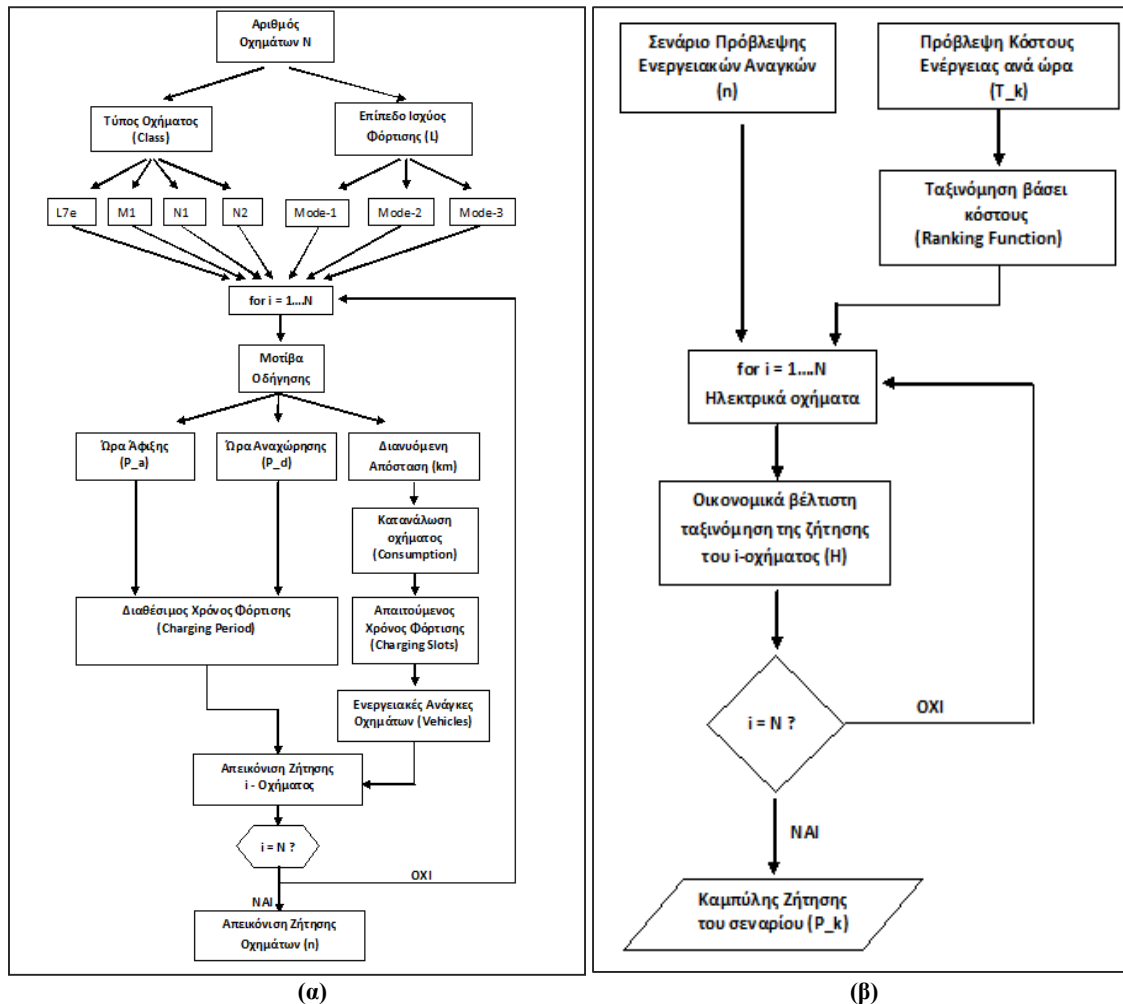 Αριθμός
Οχημάτων N
Τύπος Οχήματος
(Class)
Επίπεδο Ισχύος
Φόρτισης (L)
L7e
M1
N1
N2
Mode-1
Mode-2
Mode-3
for i = 1....N
Μοτίβα
Οδήγησης
Ώρα Άφιξης
(P_a)
Ώρα Αναχώρησης
(P_d)
Διανυόμενη
Απόσταση (km)
Κατανάλωση
οχήματος
(Consumption)
Διαθέσιμος Χρόνος Φόρτισης
(Charging Period)
Απαιτούμενος
Χρόνος Φόρτισης
(Charging Slots)
Ενεργειακές Ανάγκες
Οχημάτων (Vehicles)
Απεικόνιση Ζήτησης
i - Οχήματος
i = N ?
ΟΧΙ
ΝΑΙ
Απεικόνιση Ζήτησης
Οχημάτων (n)
(α)
Σενάριο Πρόβλεψης
Ενεργειακών Αναγκών
(n)
Πρόβλεψη Κόστους
Ενέργειας ανά ώρα
(T_k)
Ταξινόμηση βάσει
κόστους
(Ranking Function)
for i = 1....N
Ηλεκτρικά οχήματα
Οικονομικά βέλτιστη
ταξινόμηση της ζήτησης
του i-οχήματος (H)
i = N ?
ΟΧΙ
ΝΑΙ
Καμπύλης Ζήτησης
του σεναρίου (P_k)
(β)